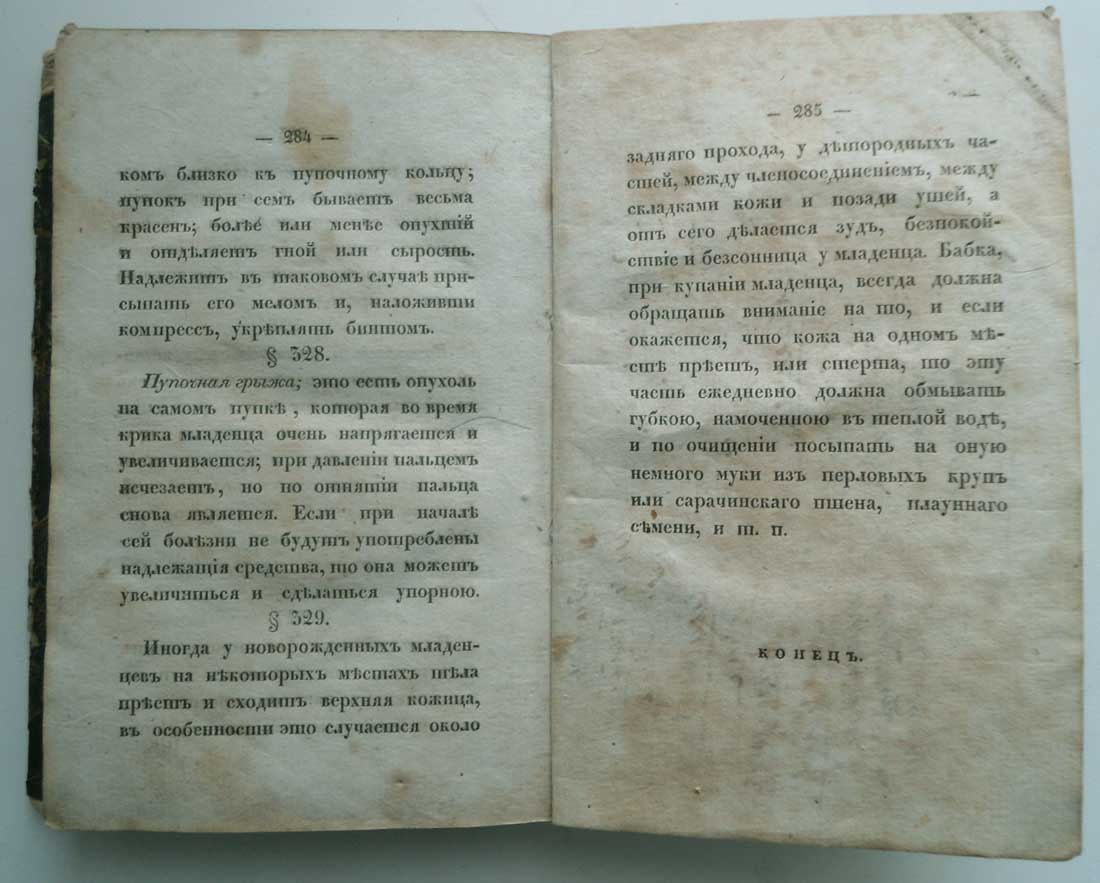 — 284 —
комъ близко къ пупочному кольцу;
пупокъ при семъ бываетъ весьма
красенъ; болѣе или менѣе опухшій
и отдѣляетъ гной или сырость.
Надлежитъ въ таковомъ случаѣ при-
сыпать его меломъ и, наложивши
компрессъ, укрѣплять бинтомъ.
§ 328.
Пупочная грыжа; это есть опухоль
на самомъ пупкѣ, которая во время
крика младенца очень напрягается и
увеличивается; при давленіи пальцемъ
исчезаетъ, но по отнятіи пальца
снова является. Если при началѣ
сей болѣзни не будутъ употреблены
надлежащія средства, то она можетъ
увеличиться и сдѣлаться упорною.
§ 329.
Иногда у новорожденныхъ младен-
цевъ на нѣкоторыхъ мѣстахъ тѣла
прѣетъ и сходитъ верхняя кожица,
въ особенности это случается около
— 285 —
задняго прохода, у дѣтородныхъ ча-
стей, между членосоединеніемъ, между
складками кожи и позади ушей, а
отъ сего дѣлается зудъ, безпокой-
ствіе и безсонница у младенца. Бабка,
при купаніи младенца, всегда должна
обращать вниманіе на то, и если
окажется, что кожа на одномъ мѣ-
стѣ прѣетъ, или стерта, то эту
часть ежедневно должна обмывать
губкою, намоченною въ теплой водѣ,
и по очищеніи посыпать на оную
немного муки изъ перловыхъ крупъ
или сарачинскаго пшена, плауннаго
сѣмени, и т. п.
КОНЕЦЪ.